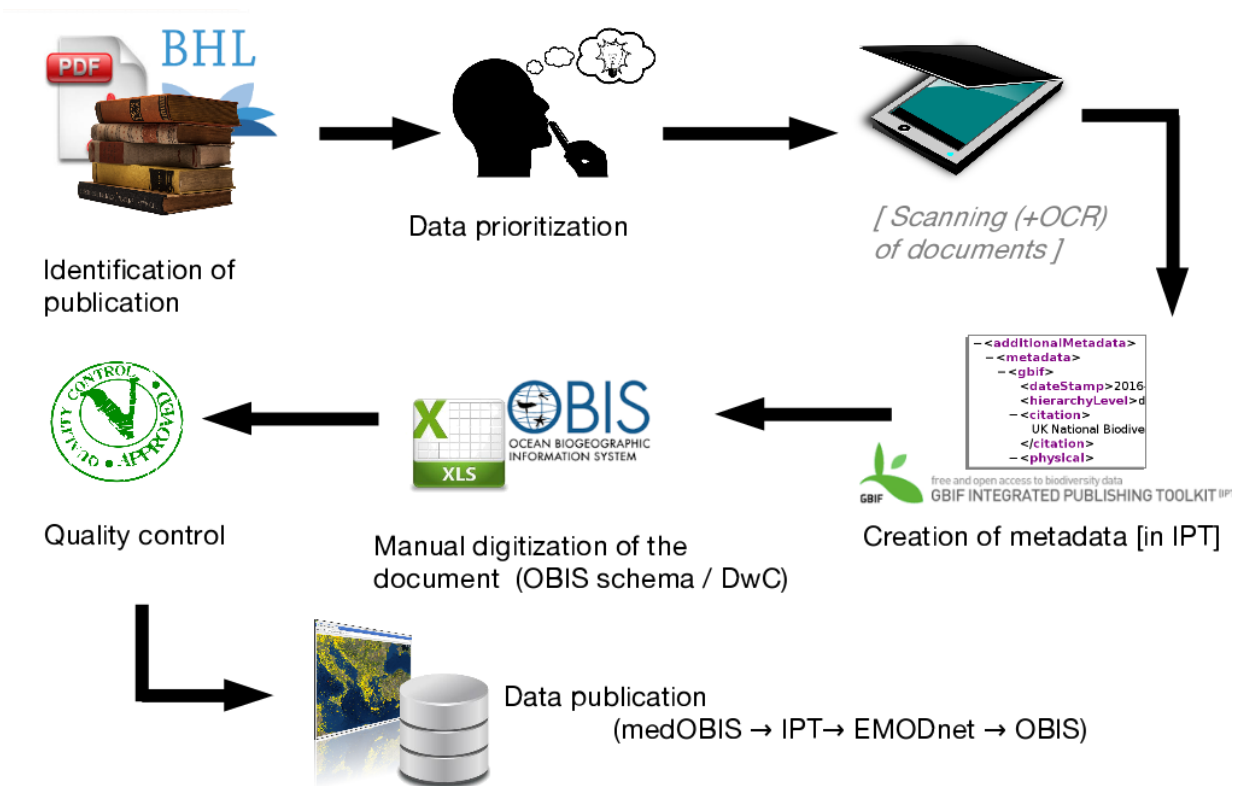 BHL
PDF
Data prioritization
[ Scanning (+OCR)
of documents ]
Identification of
publication
−<additionalMetadata>
−<metadata>
−<gbif>
<dateStamp>2016-
<hierarchyLevel>d
−<citation>
UK National Biodive
</citation>
−<physical>
GBIF
free and open access to biodiversity data
GBIF INTEGRATED PUBLISHING TOOLKIT (IPT
Creation of metadata [in IPT]
X
XLS
OBIS
OCEAN BIOGEOGRAPHIC
INFORMATION SYSTEM
Manual digitization of the
document (OBIS schema / DwC)
QUALITY CONTROL
APPROVED
Quality control
Data publication
(medOBIS → IPT→ EMODnet → OBIS)